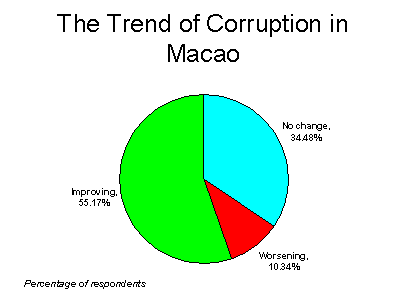 The Trend of Corruption in
Macao
No change,
34.48%
Improving,
55.17%
Worsening,
10.34%
Percentage of respondents